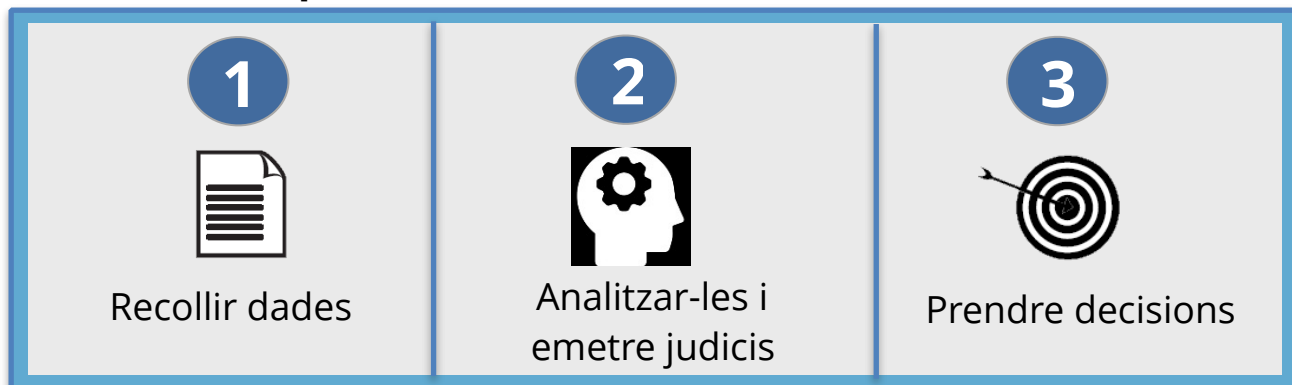 1
2
3
Recollir dades
Analitzar-les i
emetre judicis
Prendre decisions